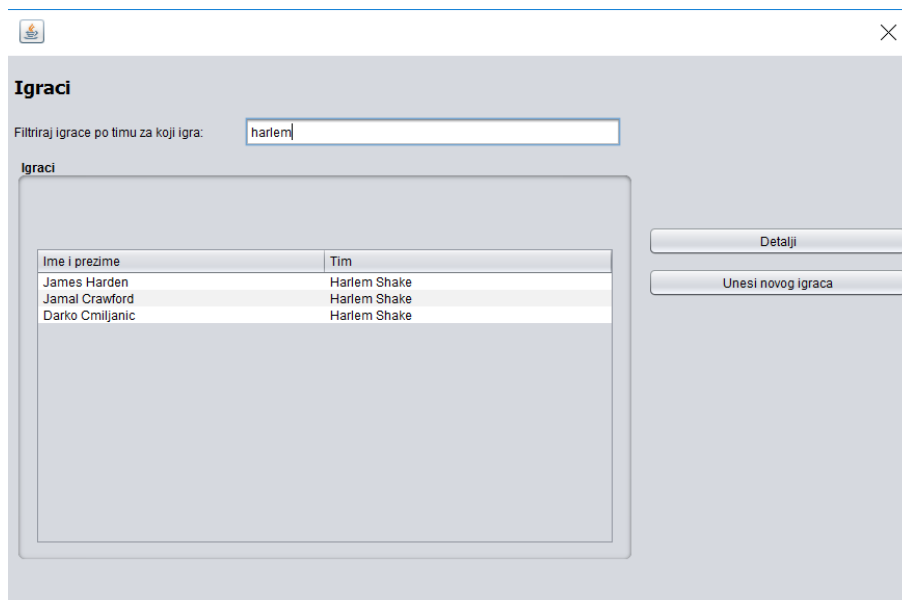 Igraci
Filtriraj igrace po timu za koji igra: harlem
Igraci
Detalji
Ime i prezime Tim
Unesi novog igraca
James Harden Harlem Shake
Jamal Crawford Harlem Shake
Darko Cmiljanic Harlem Shake